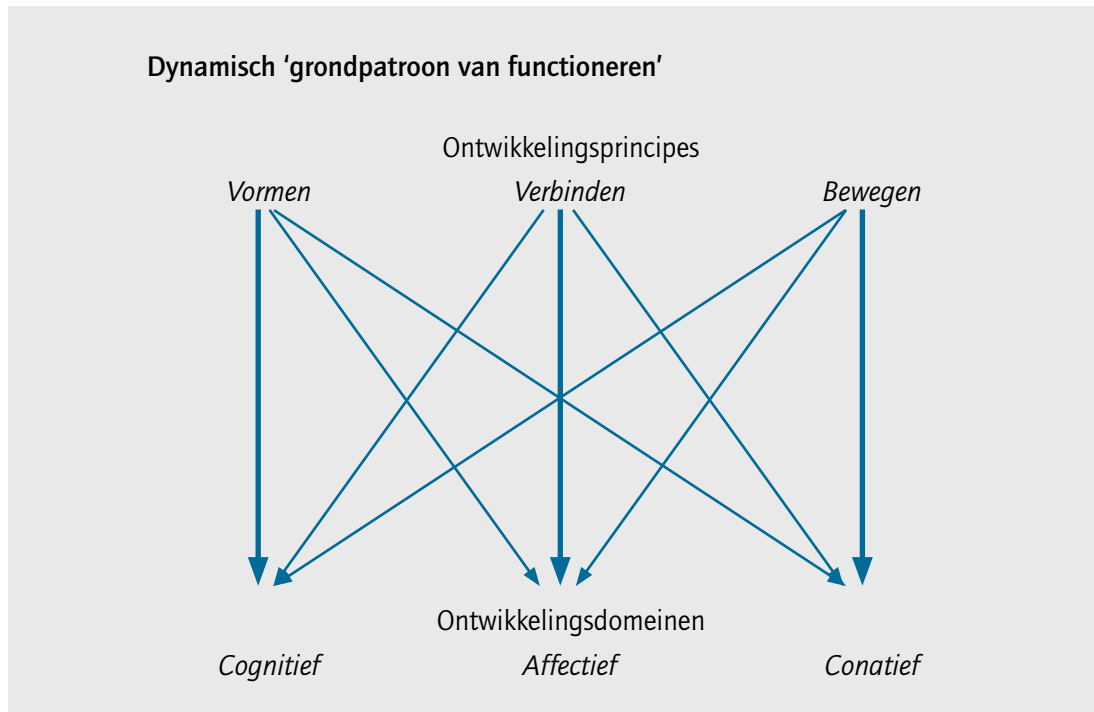 Dynamisch ‘grondpatroon van functioneren’
Ontwikkelingsprincipes
Vormen Verbinden Bewegen
Ontwikkelingsdomeinen
Cognitief Affectief Conatief